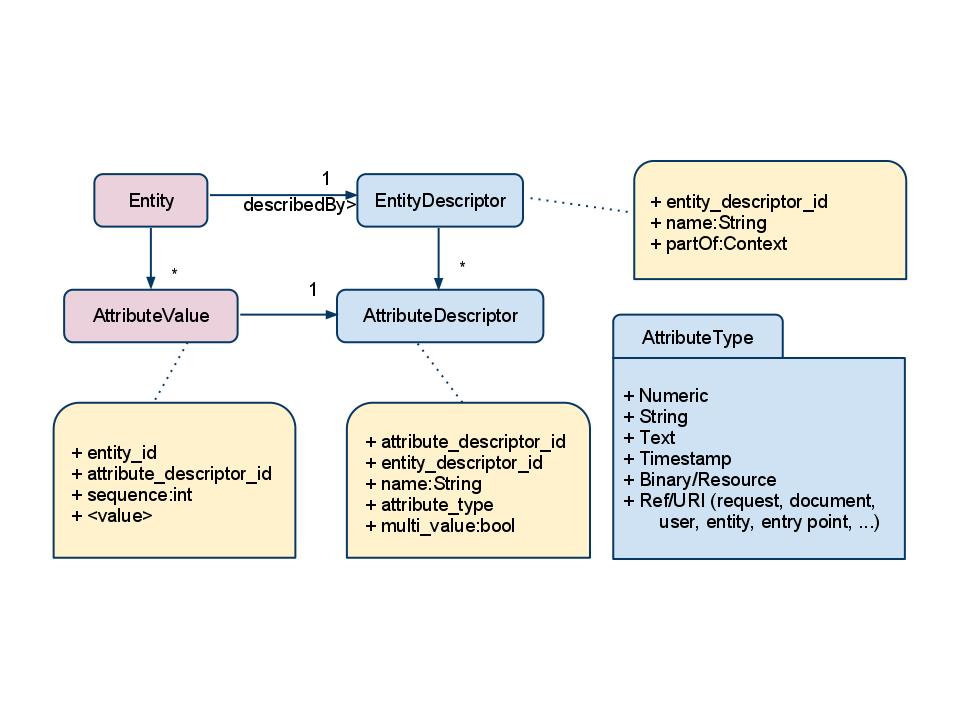 Entity
1
describedBy>
EntityDescriptor
+ entity_descriptor_id
+ name:String
+ partOf:Context
*
*
AttributeValue
1
AttributeDescriptor
AttributeType
+ Numeric
+ String
+ Text
+ Timestamp
+ Binary/Resource
+ Ref/URI (request, document,
user, entity, entry point, ...)
+ entity_id
+ attribute_descriptor_id
+ sequence:int
+ <value>
+ attribute_descriptor_id
+ entity_descriptor_id
+ name:String
+ attribute_type
+ multi_value:bool